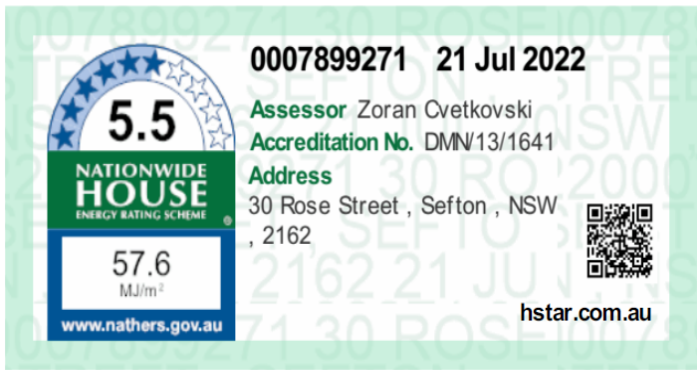 0007899271 21 Jul 2022
5.5
Assessor Zoran Cvetkovski
Accreditation No. DMN/13/1641
Address
30 Rose Street , Sefton , NSW
, 2162
NATIONWIDE
HOUSE
ENERGY RATING SCHEME ®
57.6
MJ/m²
www.nathers.gov.au
hstar.com.au